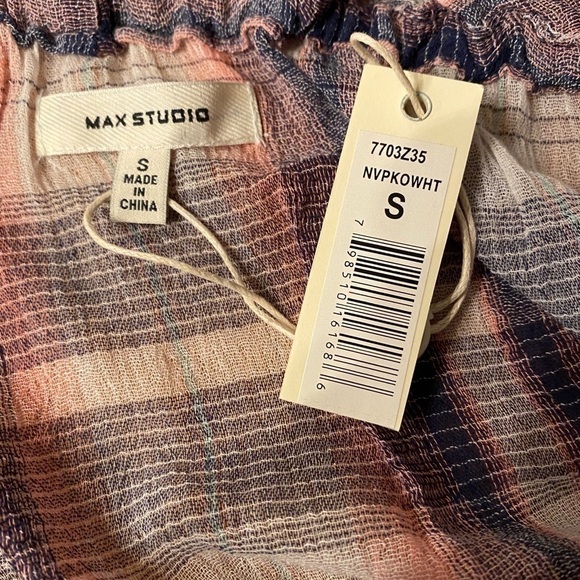 MAX STUDIO
S
MADE
IN
CHINA
7703Z35
NVPKOWHT
S
7 98510 16168 6